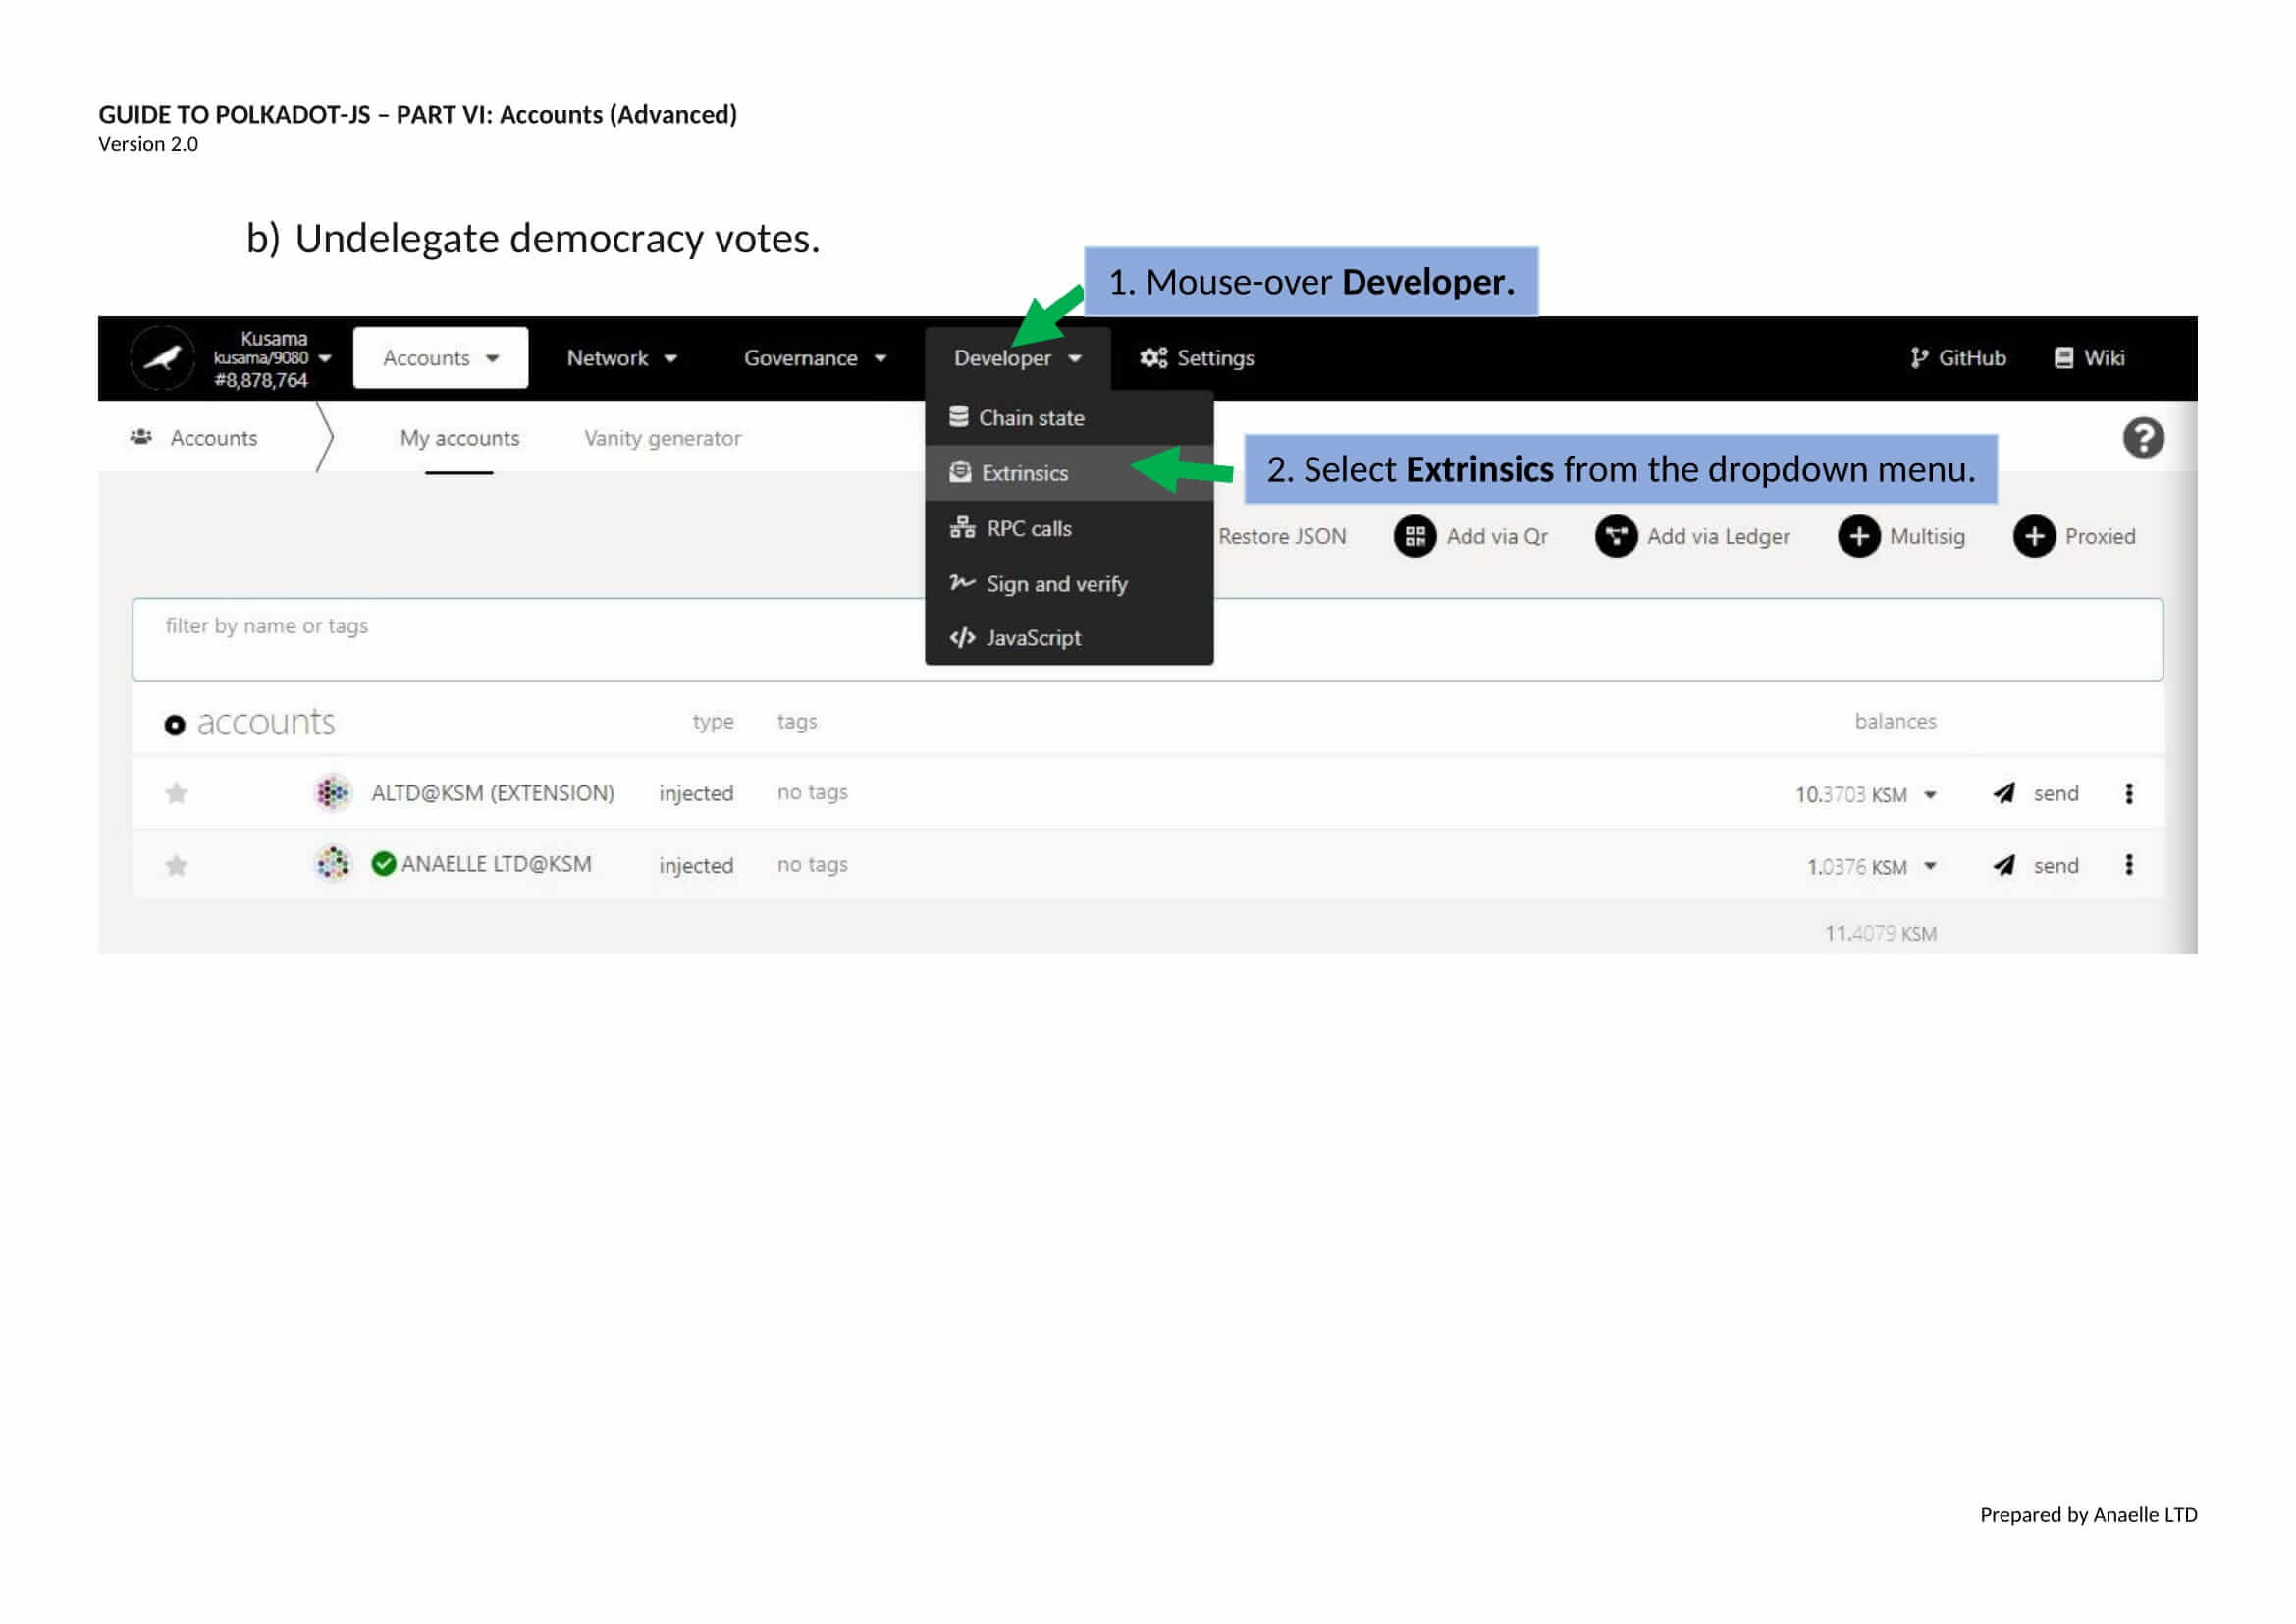 GUIDE TO POLKADOT-JS – PART VI: Accounts (Advanced)
Version 2.0
b) Undelegate democracy votes.
1. Mouse-over Developer.
Kusama
kusama/9080
#8,878,764
Accounts
Network
Governance
Developer
Settings
GitHub
Wiki
Accounts
My accounts
Vanity generator
Chain state
Extrinsics
RPC calls
Sign and verify
JavaScript
2. Select Extrinsics from the dropdown menu.
Restore JSON
Add via Qr
Add via Ledger
Multisig
Proxied
filter by name or tags
accounts type tags balances
ALTD@KSM (EXTENSION) injected no tags 10.3703 KSM send
ANAELLE LTD@KSM injected no tags 1.0376 KSM send
11.4079 KSM
Prepared by Anaelle LTD